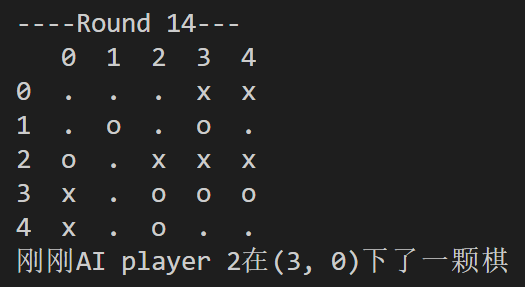 ----Round 14---
0 1 2 3 4
0 . . . x x
1 . o . o .
2 o . x x x
3 x . o o o
4 x . o . .
刚刚AI player 2在(3, 0)下了一颗棋